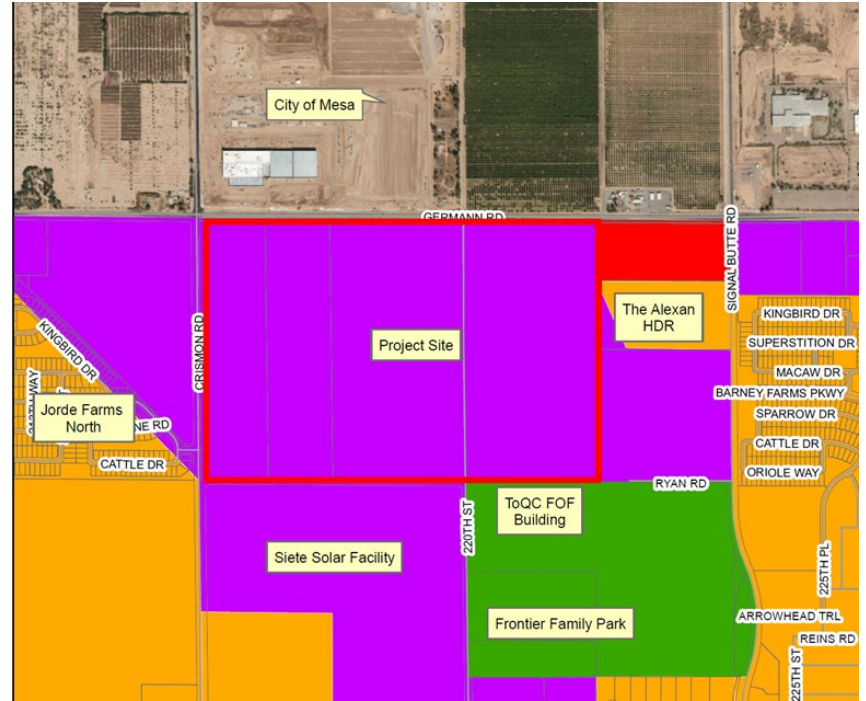 City of Mesa
GERMANN RD
SIGNAL BUTTE RD
The Alexan
HDR
KINGBIRD DR
SUPERSTITION DR
MACAW DR
BARNEY FARMS PKWY
SPARROW DR
CATTLE DR
ORIOLE WAY
CRISMON RD
Project Site
KINGBIRD DR
Jorde Farms
North
NE RD
CATTLE DR
RYAN RD
ToQC FOF
Building
220TH ST
Siete Solar Facility
Frontier Family Park
225TH PL
ARROWHEAD TRL
REINS RD
225TH ST